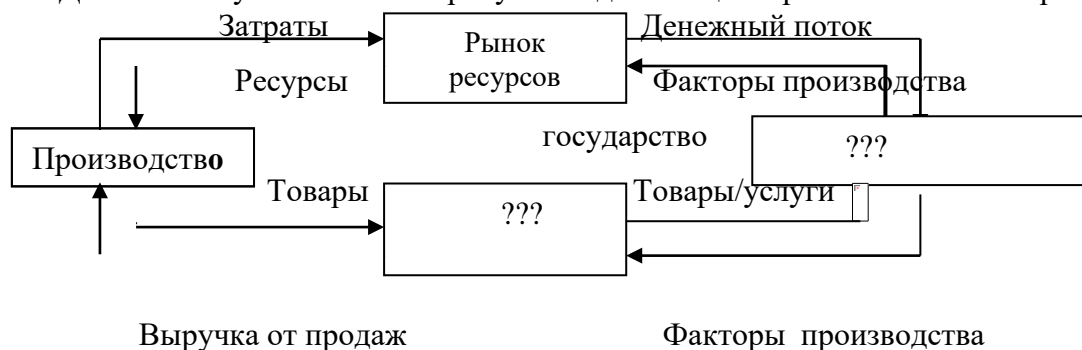 Затраты
Рынок
ресурсов
Денежный поток
Ресурсы
Факторы производства
государство
Производство
???
Товары
???
Товары/услуги
Выручка от продаж
Факторы производства